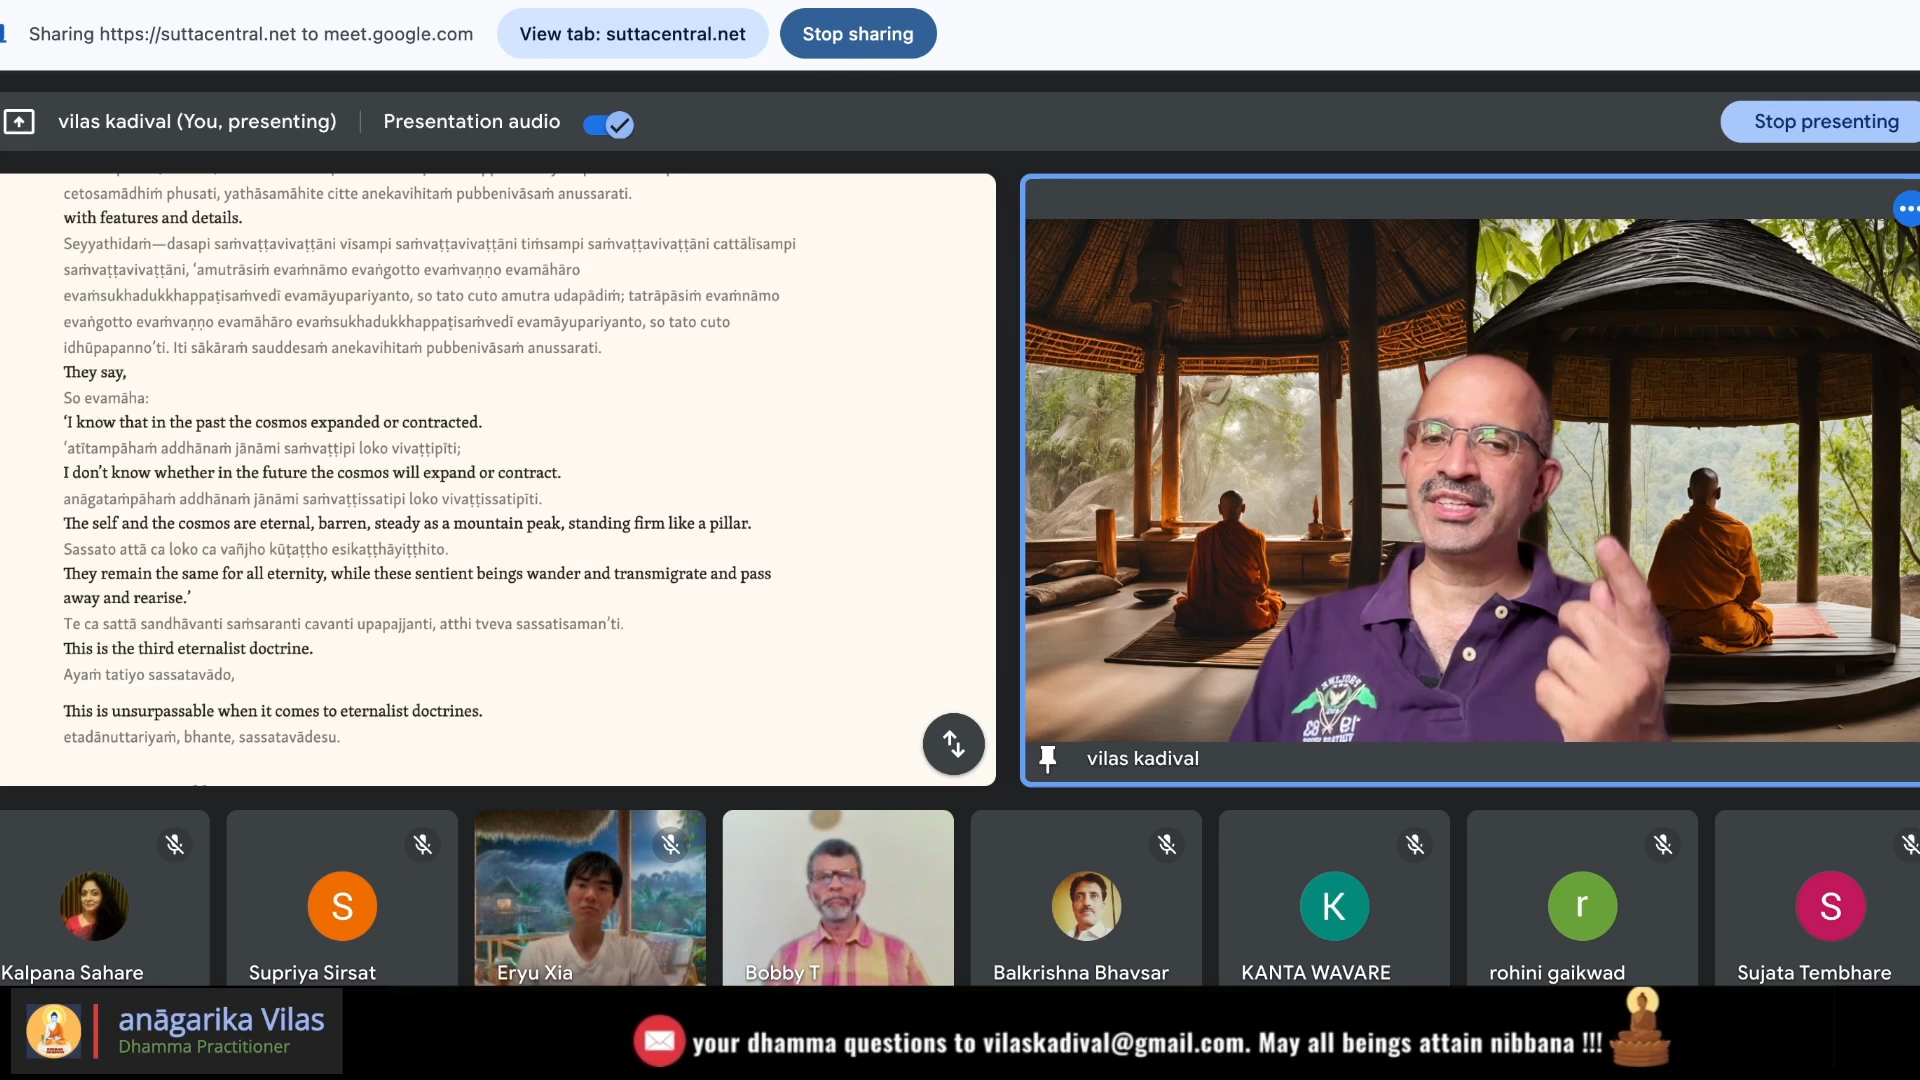 Sharing https://suttacentral.net to meet.google.com
View tab: suttacentral.net
Stop sharing
vilas kadival (You, presenting)
Presentation audio
Stop presenting
cetosamādhiṁ phusati, yathāsamāhite citte anekavihitaṁ pubbenivāsaṁ anussarati.
with features and details.
Seyyathidaṁ—dasapi saṁvaṭṭavivaṭṭāni vīsampi saṁvaṭṭavivaṭṭāni tiṁsampi saṁvaṭṭavivaṭṭāni cattālīsampi
saṁvaṭṭavivaṭṭāni, ‘amutrāsiṁ evaṁnāmo evaṅgotto evaṁvaṇṇo evamāhāro
evaṁsukhadukkhappaṭisaṁvedī evamāyupariyanto, so tato cuto amutra udapādiṁ; tatrāpāsiṁ evaṁnāmo
evaṅgotto evaṁvaṇṇo evamāhāro evaṁsukhadukkhappaṭisaṁvedī evamāyupariyanto, so tato cuto
idhūpapanno’ti. Iti sākāraṁ sauddesaṁ anekavihitaṁ pubbenivāsaṁ anussarati.
They say,
So evamāha:
‘I know that in the past the cosmos expanded or contracted.
‘atītampāhaṁ addhānaṁ jānāmi saṁvaṭṭipi loko vivaṭṭipīti;
I don’t know whether in the future the cosmos will expand or contract.
anāgataṁpāhaṁ addhānaṁ jānāmi saṁvaṭṭissatipi loko vivaṭṭissatipīti.
The self and the cosmos are eternal, barren, steady as a mountain peak, standing firm like a pillar.
Sassato attā ca loko ca vañjho kūṭaṭṭho esikaṭṭhāyiṭṭhito.
They remain the same for all eternity, while these sentient beings wander and transmigrate and pass
away and rearise.’
Te ca sattā sandhāvanti saṁsaranti cavanti upapajjanti, atthi tveva sassatisaman’ti.
This is the third eternalist doctrine.
Ayaṁ tatiyo sassatavādo,
This is unsurpassable when it comes to eternalist doctrines.
etadānuttariyaṁ, bhante, sassatavādesu.
vilas kadival
S
K
r
S
Kalpana Sahare
Supriya Sirsat
Eryu Xia
Bobby T
Balkrishna Bhavsar
KANTA WAVARE
rohini gaikwad
Sujata Tembhare
anāgarika Vilas
Dhamma Practitioner
your dhamma questions to vilaskadival@gmail.com. May all beings attain nibbana !!!